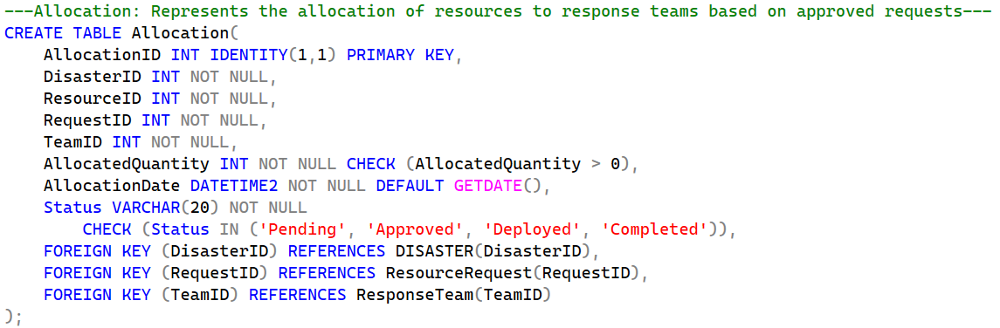 ---Allocation: Represents the allocation of resources to response teams based on approved requests---
CREATE TABLE Allocation(
    AllocationID INT IDENTITY(1,1) PRIMARY KEY,
    DisasterID INT NOT NULL,
    ResourceID INT NOT NULL,
    RequestID INT NOT NULL,
    TeamID INT NOT NULL,
    AllocatedQuantity INT NOT NULL CHECK (AllocatedQuantity > 0),
    AllocationDate DATETIME2 NOT NULL DEFAULT GETDATE(),
    Status VARCHAR(20) NOT NULL
        CHECK (Status IN ('Pending', 'Approved', 'Deployed', 'Completed')),
    FOREIGN KEY (DisasterID) REFERENCES DISASTER(DisasterID),
    FOREIGN KEY (RequestID) REFERENCES ResourceRequest(RequestID),
    FOREIGN KEY (TeamID) REFERENCES ResponseTeam(TeamID)
);